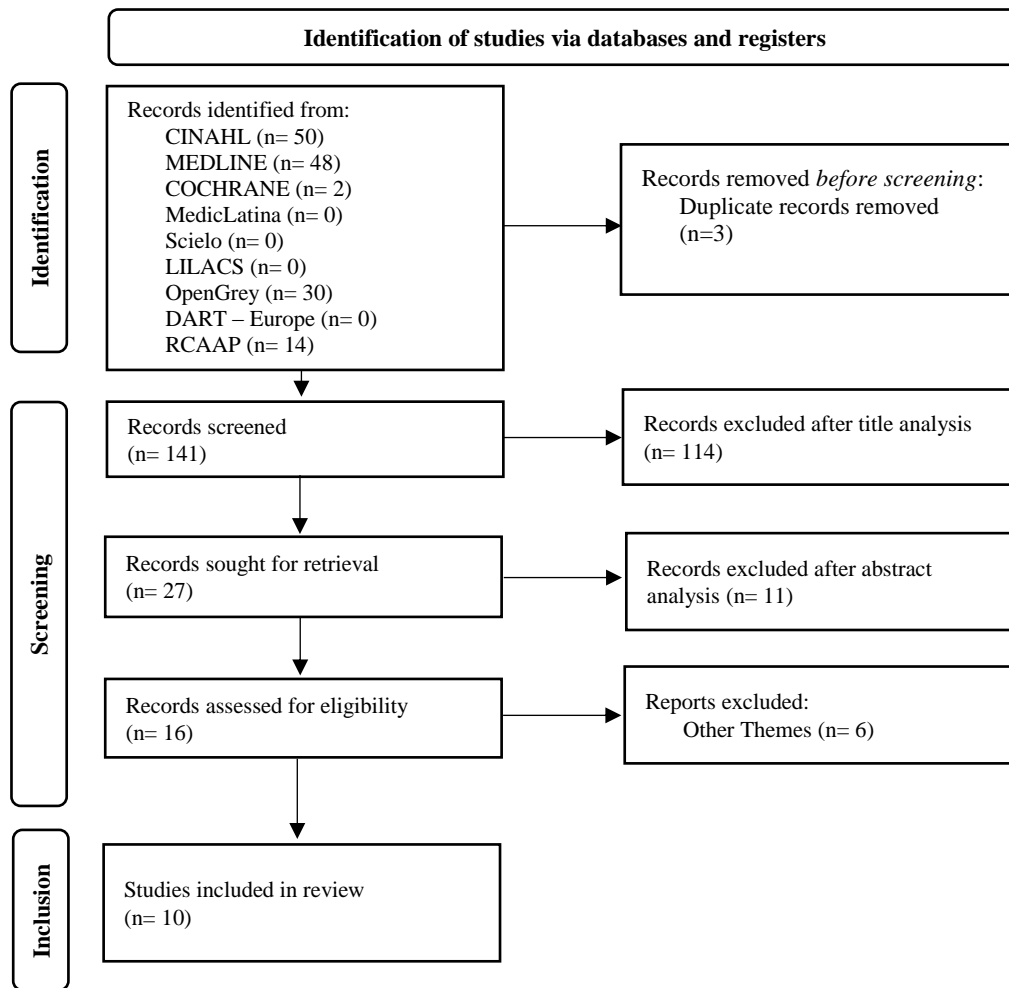 Identification of studies via databases and registers
Identification
Records identified from:
CINAHL (n= 50)
MEDLINE (n= 48)
COCHRANE (n= 2)
MedicLatina (n= 0)
Scielo (n= 0)
LILACS (n= 0)
OpenGrey (n= 30)
DART – Europe (n= 0)
RCAAP (n= 14)
Records removed before screening:
Duplicate records removed
(n=3)
Screening
Records screened
(n= 141)
Records excluded after title analysis
(n= 114)
Records sought for retrieval
(n= 27)
Records excluded after abstract
analysis (n= 11)
Records assessed for eligibility
(n= 16)
Reports excluded:
Other Themes (n= 6)
Inclusion
Studies included in review
(n= 10)